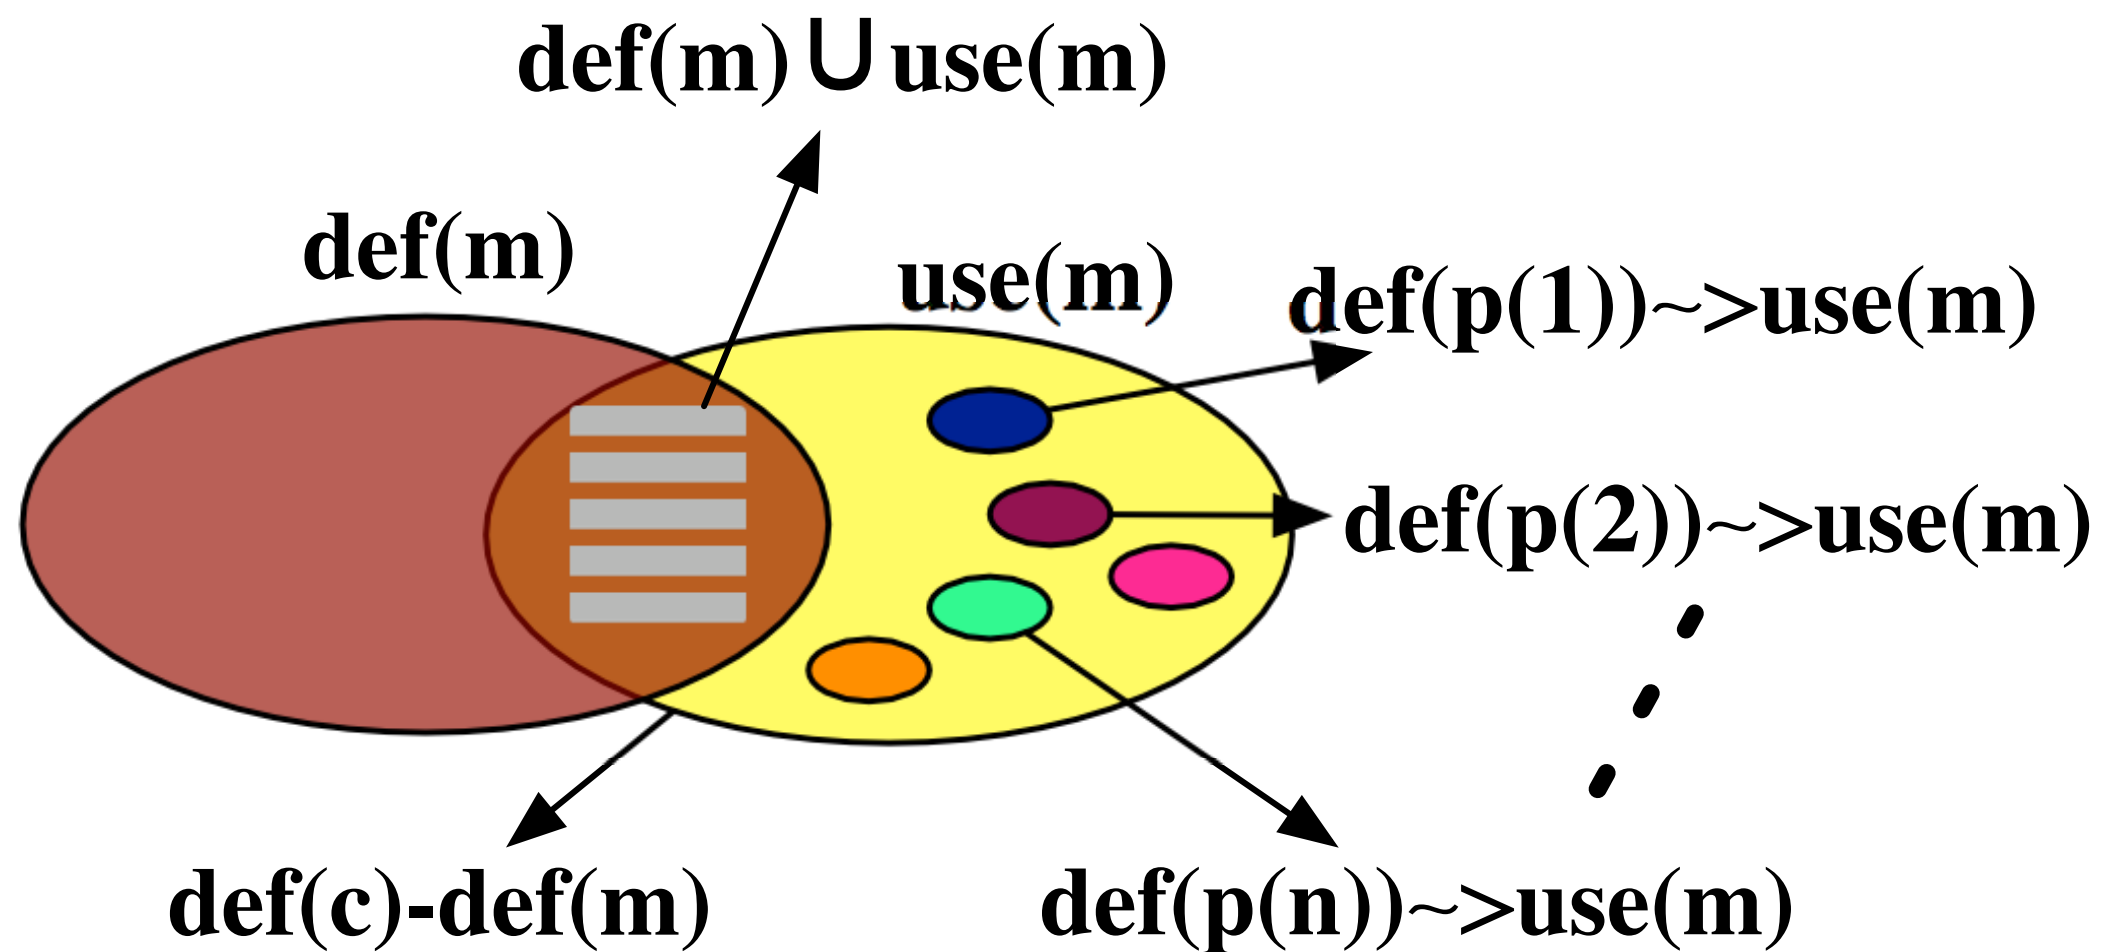 def(m)∪use(m)
def(m)
use(m)
def(p(1))~>use(m)
def(p(2))~>use(m)
def(c)-def(m)
def(p(n))~>use(m)